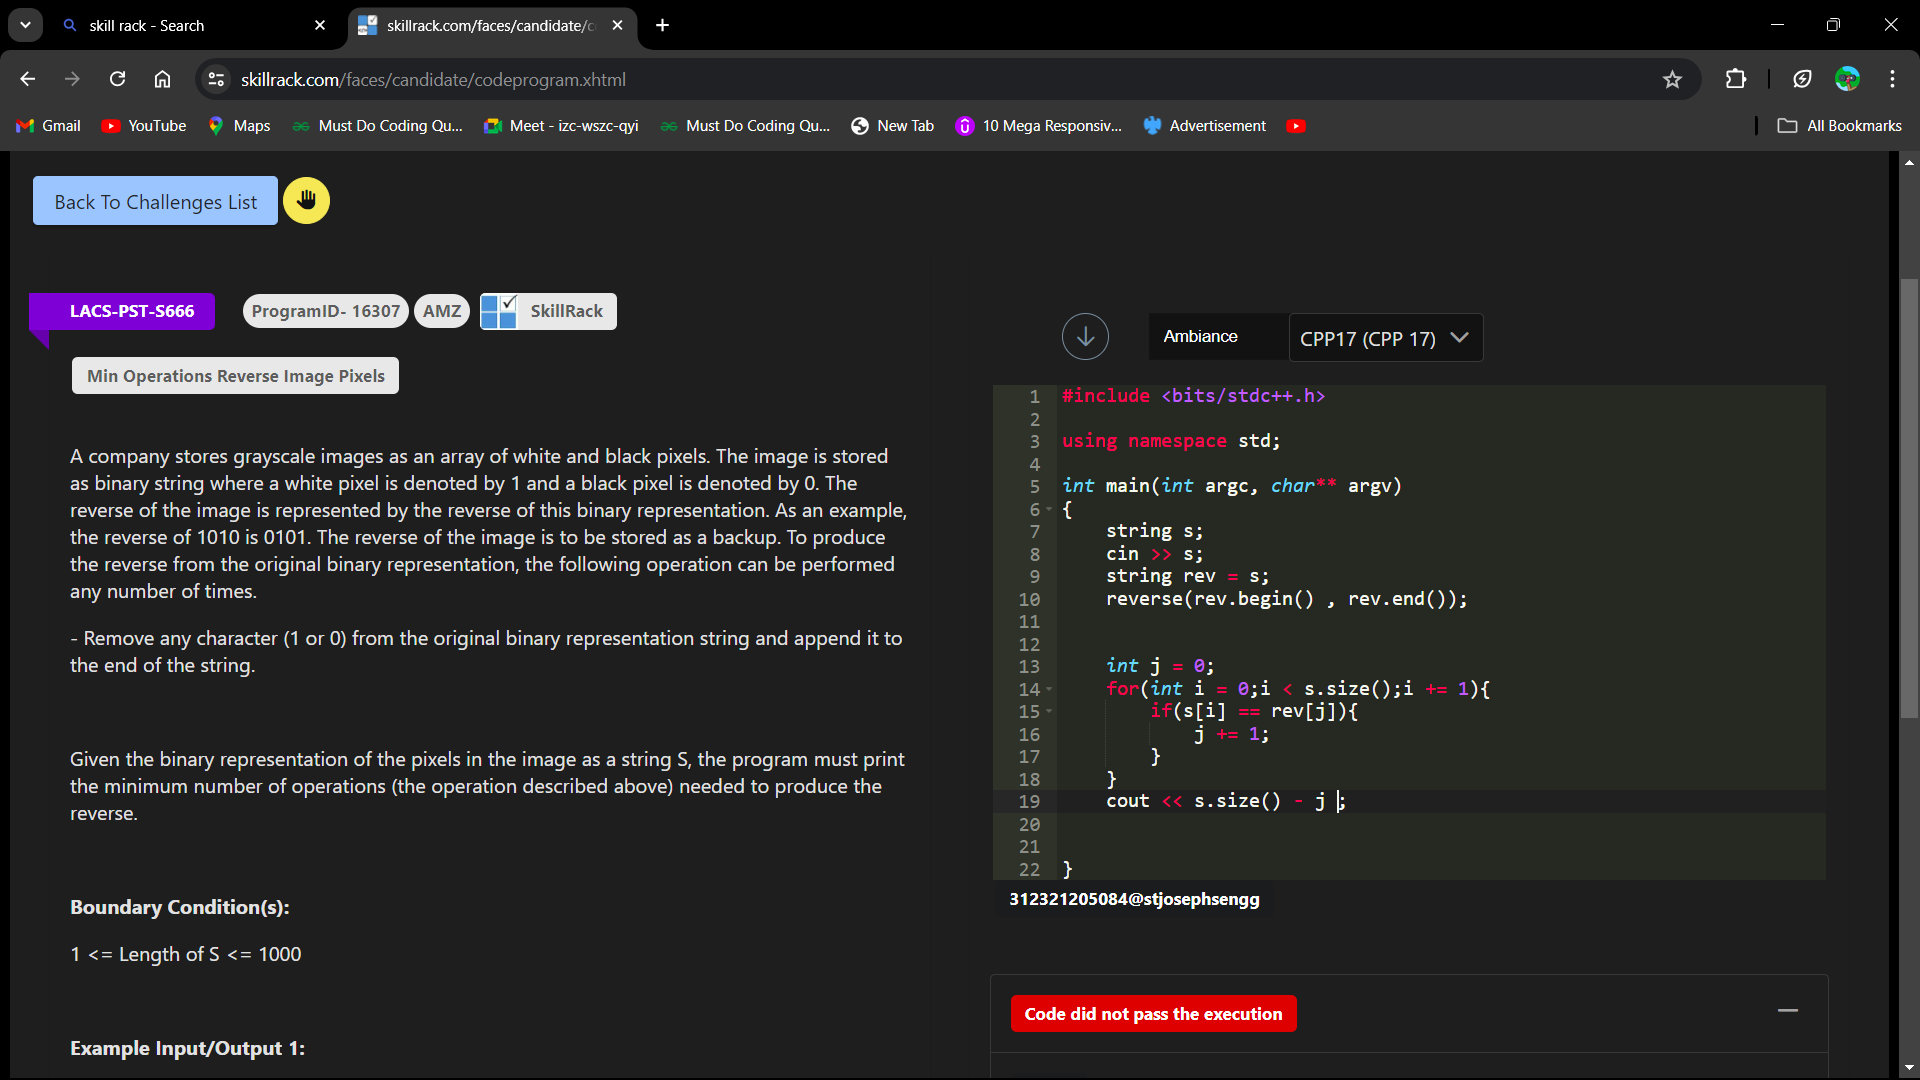 skill rack - Search
skillrack.com/faces/candidate/c
skillrack.com/faces/candidate/codeprogram.xhtml
Gmail
YouTube
Maps
Must Do Coding Qu...
Meet - izc-wszc-qyi
Must Do Coding Qu...
New Tab
10 Mega Responsiv...
Advertisement
All Bookmarks
Back To Challenges List
LACS-PST-S666
ProgramID- 16307
AMZ
SkillRack
Min Operations Reverse Image Pixels
A company stores grayscale images as an array of white and black pixels. The image is stored
as binary string where a white pixel is denoted by 1 and a black pixel is denoted by 0. The
reverse of the image is represented by the reverse of this binary representation. As an example,
the reverse of 1010 is 0101. The reverse of the image is to be stored as a backup. To produce
the reverse from the original binary representation, the following operation can be performed
any number of times.
- Remove any character (1 or 0) from the original binary representation string and append it to
the end of the string.
Given the binary representation of the pixels in the image as a string S, the program must print
the minimum number of operations (the operation described above) needed to produce the
reverse.
Boundary Condition(s):
1 <= Length of S <= 1000
Example Input/Output 1:
Ambiance
CPP17 (CPP 17)
1 #include <bits/stdc++.h>
2
3 using namespace std;
4
5 int main(int argc, char** argv)
6 {
7 string s;
8 cin >> s;
9 string rev = s;
10 reverse(rev.begin() , rev.end());
11
12
13 int j = 0;
14 for(int i = 0;i < s.size();i += 1){
15 if(s[i] == rev[j]){
16 j += 1;
17 }
18 }
19 cout << s.size() - j ;
20
21
22 }
312321205084@stjosephsengg
Code did not pass the execution